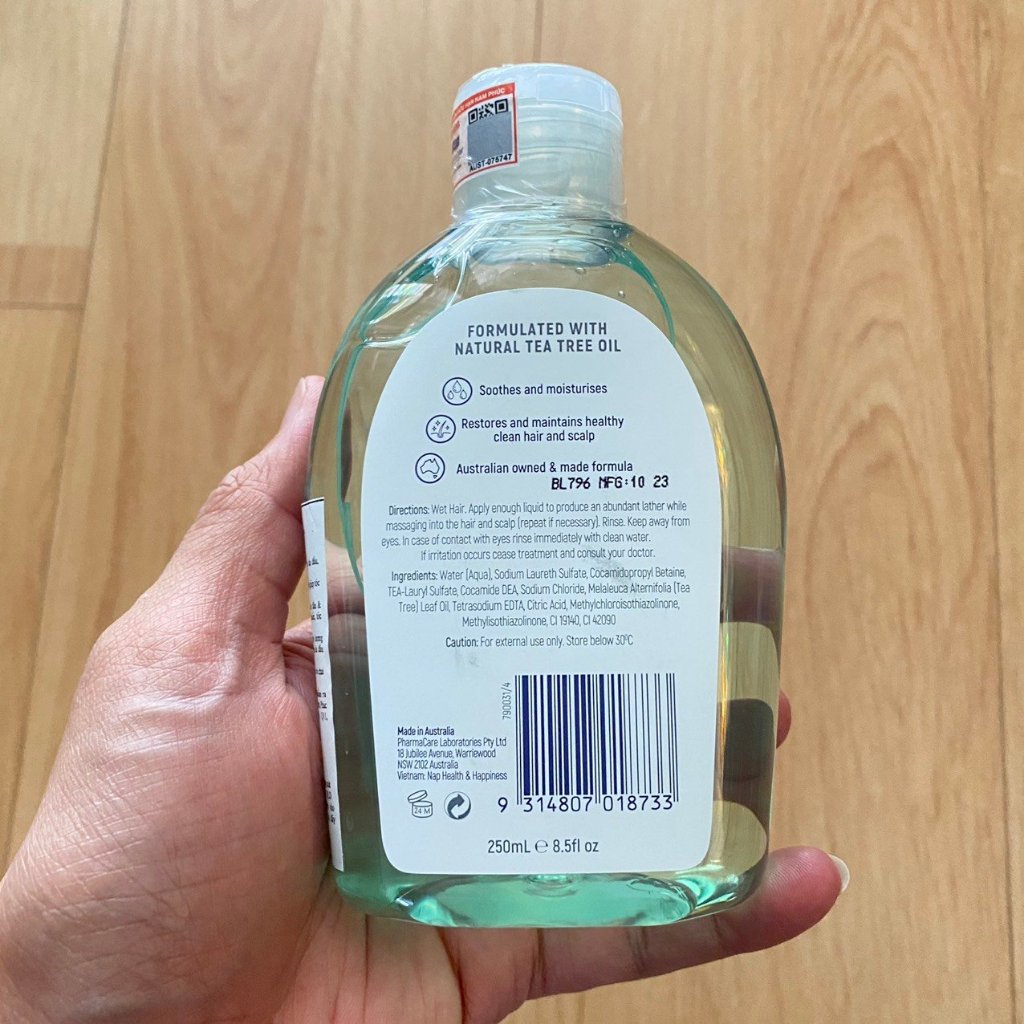 HẠN KÁM PHÚC
ALIST-076747
FORMULATED WITH
NATURAL TEA TREE OIL
Soothes and moisturises
Restores and maintains healthy
clean hair and scalp
Australian owned & made formula
BL796 MFG:10 23
Directions: Wet Hair. Apply enough liquid to produce an abundant lather while
massaging into the hair and scalp (repeat if necessary). Rinse. Keep away from
eyes. In case of contact with eyes rinse immediately with clean water.
If irritation occurs cease treatment and consult your doctor.
Ingredients: Water (Aqua), Sodium Laureth Sulfate, Cocamidopropyl Betaine,
TEA-Lauryl Sulfate, Cocamide DEA, Sodium Chloride, Melaleuca Alternifolia (Tea
Tree) Leaf Oil, Tetrasodium EDTA, Citric Acid, Methylchloroisothiazolinone,
Methylisothiazolinone, CI 19140, CI 42090
Caution: For external use only. Store below 30°C
790031/4
Made in Australia
PharmaCare Laboratories Pty Ltd
18 Jubilee Avenue, Warriewood
NSW 2102 Australia
Vietnam: Nap Health & Happiness
24 M
9 314807 018733
250mL ℮ 8.5fl oz